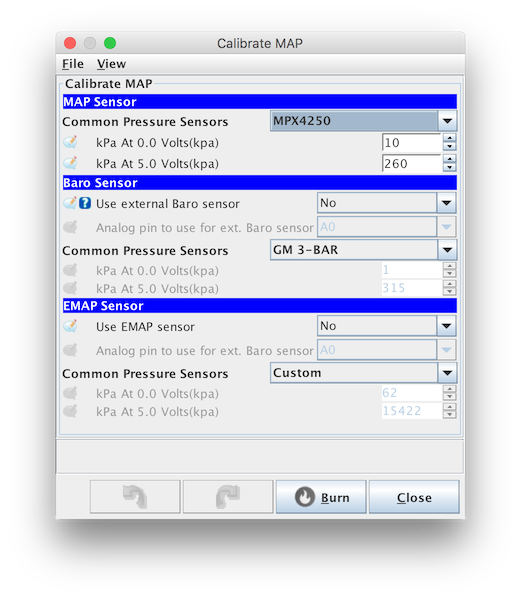 Calibrate MAP
File View
Calibrate MAP
MAP Sensor
Common Pressure Sensors MPX4250
kPa At 0.0 Volts(kpa) 10
kPa At 5.0 Volts(kpa) 260
Baro Sensor
? Use external Baro sensor No
Analog pin to use for ext. Baro sensor A0
Common Pressure Sensors GM 3-BAR
kPa At 0.0 Volts(kpa) 1
kPa At 5.0 Volts(kpa) 315
EMAP Sensor
Use EMAP sensor No
Analog pin to use for ext. Baro sensor A0
Common Pressure Sensors Custom
kPa At 0.0 Volts(kpa) 62
kPa At 5.0 Volts(kpa) 15422
Burn Close